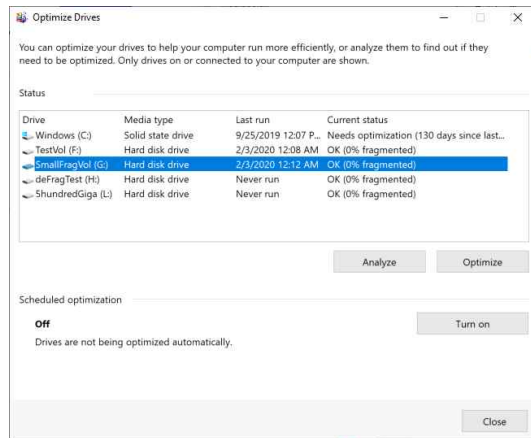 Optimize Drives
You can optimize your drives to help your computer run more efficiently, or analyze them to find out if they
need to be optimized. Only drives on or connected to your computer are shown.
Status
Drive Media type Last run Current status
Windows (C:) Solid state drive 9/25/2019 12:07 P... Needs optimization (130 days since last...
TestVol (F:) Hard disk drive 2/3/2020 12:08 AM OK (0% fragmented)
SmallFragVol (G:) Hard disk drive 2/3/2020 12:12 AM OK (0% fragmented)
deFragTest (H:) Hard disk drive Never run OK (0% fragmented)
5hundredGiga (L:) Hard disk drive Never run OK (0% fragmented)
Analyze Optimize
Scheduled optimization
Off Turn on
Drives are not being optimized automatically.
Close